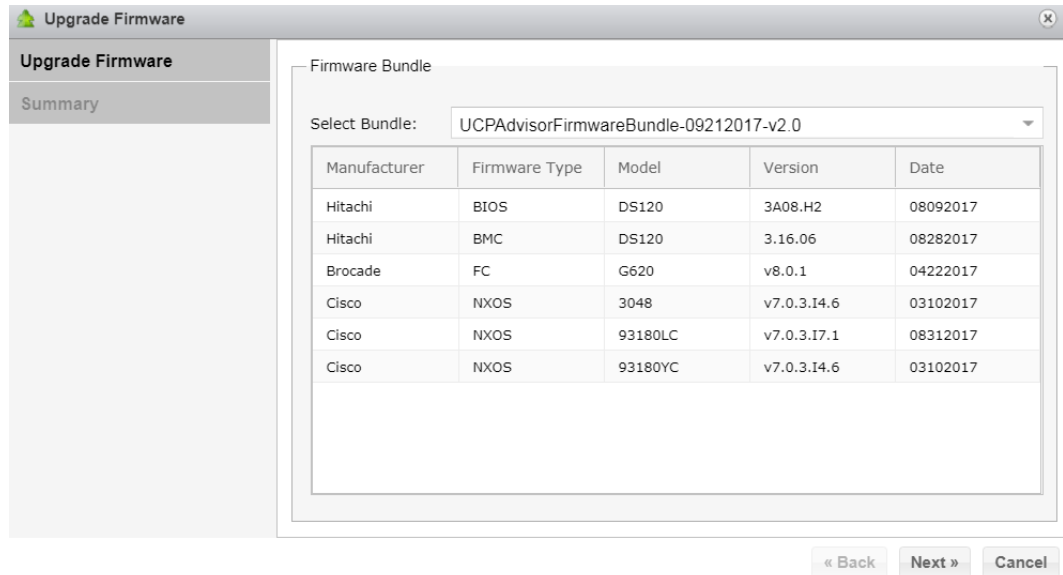 Upgrade Firmware
Upgrade Firmware
Summary
Firmware Bundle
Select Bundle: UCPAdvisorFirmwareBundle-09212017-v2.0
Manufacturer Firmware Type Model Version Date
Hitachi BIOS DS120 3A08.H2 08092017
Hitachi BMC DS120 3.16.06 08282017
Brocade FC G620 v8.0.1 04222017
Cisco NXOS 3048 v7.0.3.I4.6 03102017
Cisco NXOS 93180LC v7.0.3.I7.1 08312017
Cisco NXOS 93180YC v7.0.3.I4.6 03102017
« Back Next » Cancel